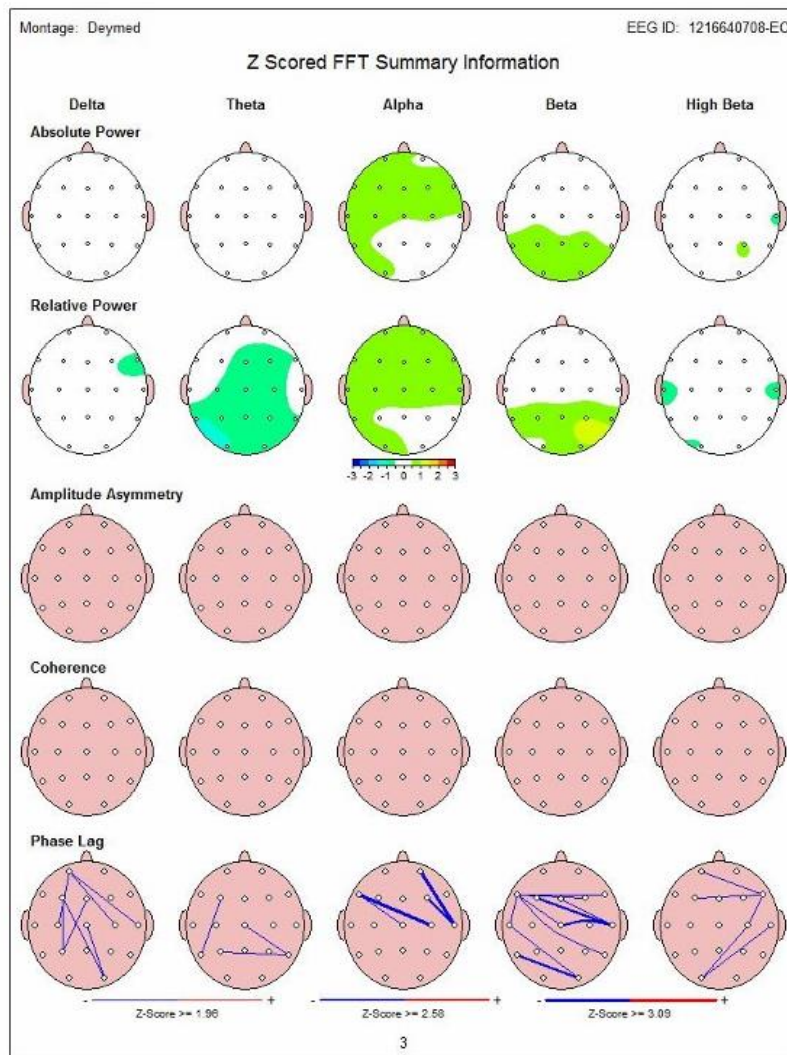 Montage: Deymed EEG ID: 1216640708-EC
Z Scored FFT Summary Information
Delta Theta Alpha Beta High Beta
Absolute Power
Relative Power
-3 -2 -1 0 1 2 3
Amplitude Asymmetry
Coherence
Phase Lag
- + - + - +
Z-Score >= 1.96 Z-Score >= 2.58 Z-Score >= 3.09
3